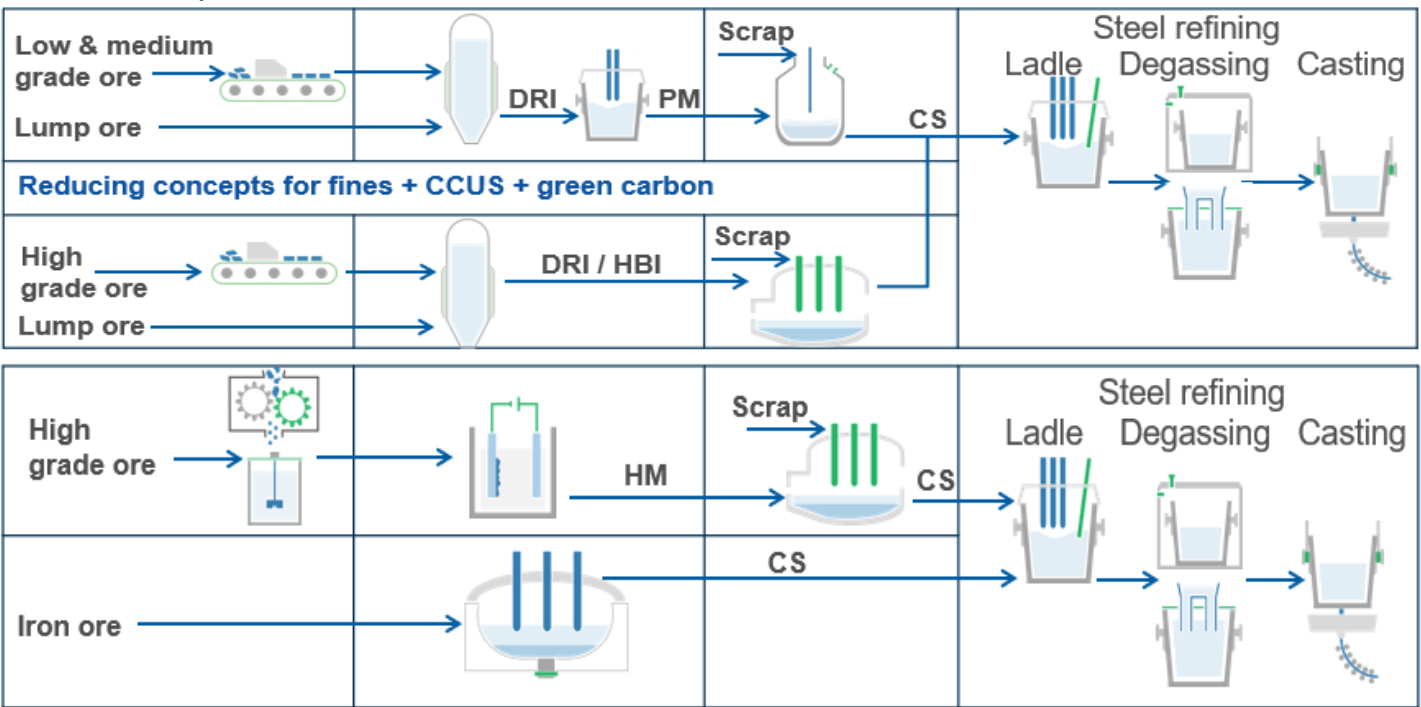 Low & medium
grade ore
Lump ore
DRI
PM
Scrap
CS
Steel refining
Ladle Degassing Casting
Reducing concepts for fines + CCUS + green carbon
High
grade ore
Lump ore
DRI / HBI
Scrap
High
grade ore
HM
Scrap
CS
Steel refining
Ladle Degassing Casting
Iron ore
CS